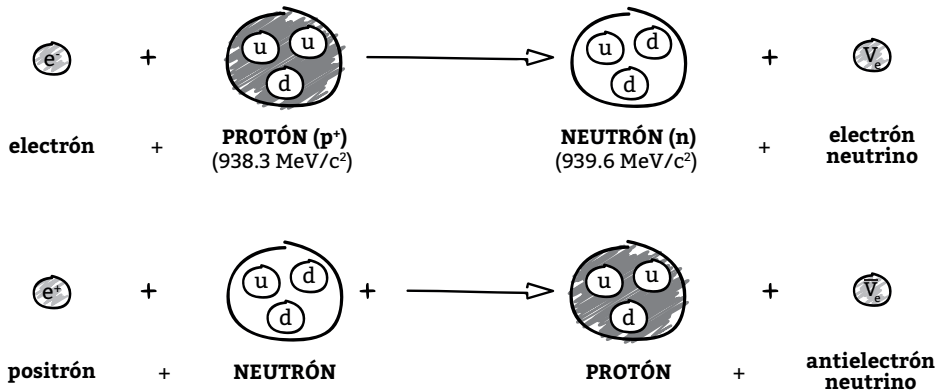 e⁻ + u u d u d d + Vₑ
electrón + PROTÓN (p⁺) NEUTRÓN (n) + electrón neutrino
(938.3 MeV/c²) (939.6 MeV/c²)
e⁺ + u d d + u u d + V̅ₑ
positrón + NEUTRÓN PROTÓN + antielectrón neutrino